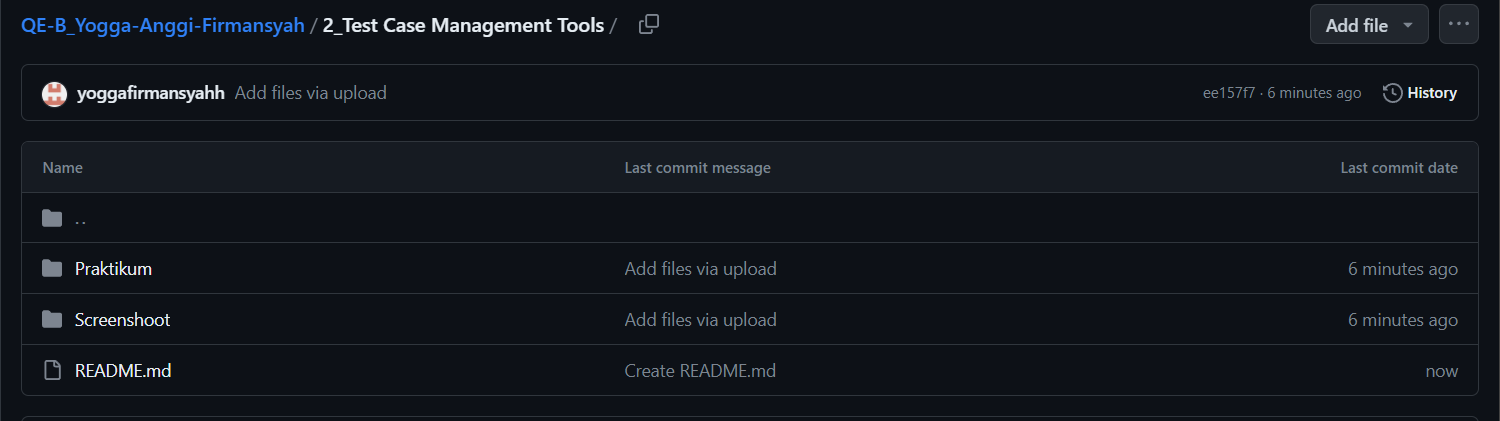 QE-B_Yogga-Anggi-Firmansyah / 2_Test Case Management Tools / Add file ...
yoggafirmansyahh Add files via upload ee157f7 · 6 minutes ago History
Name Last commit message Last commit date
..
Praktikum Add files via upload 6 minutes ago
Screenshoot Add files via upload 6 minutes ago
README.md Create README.md now